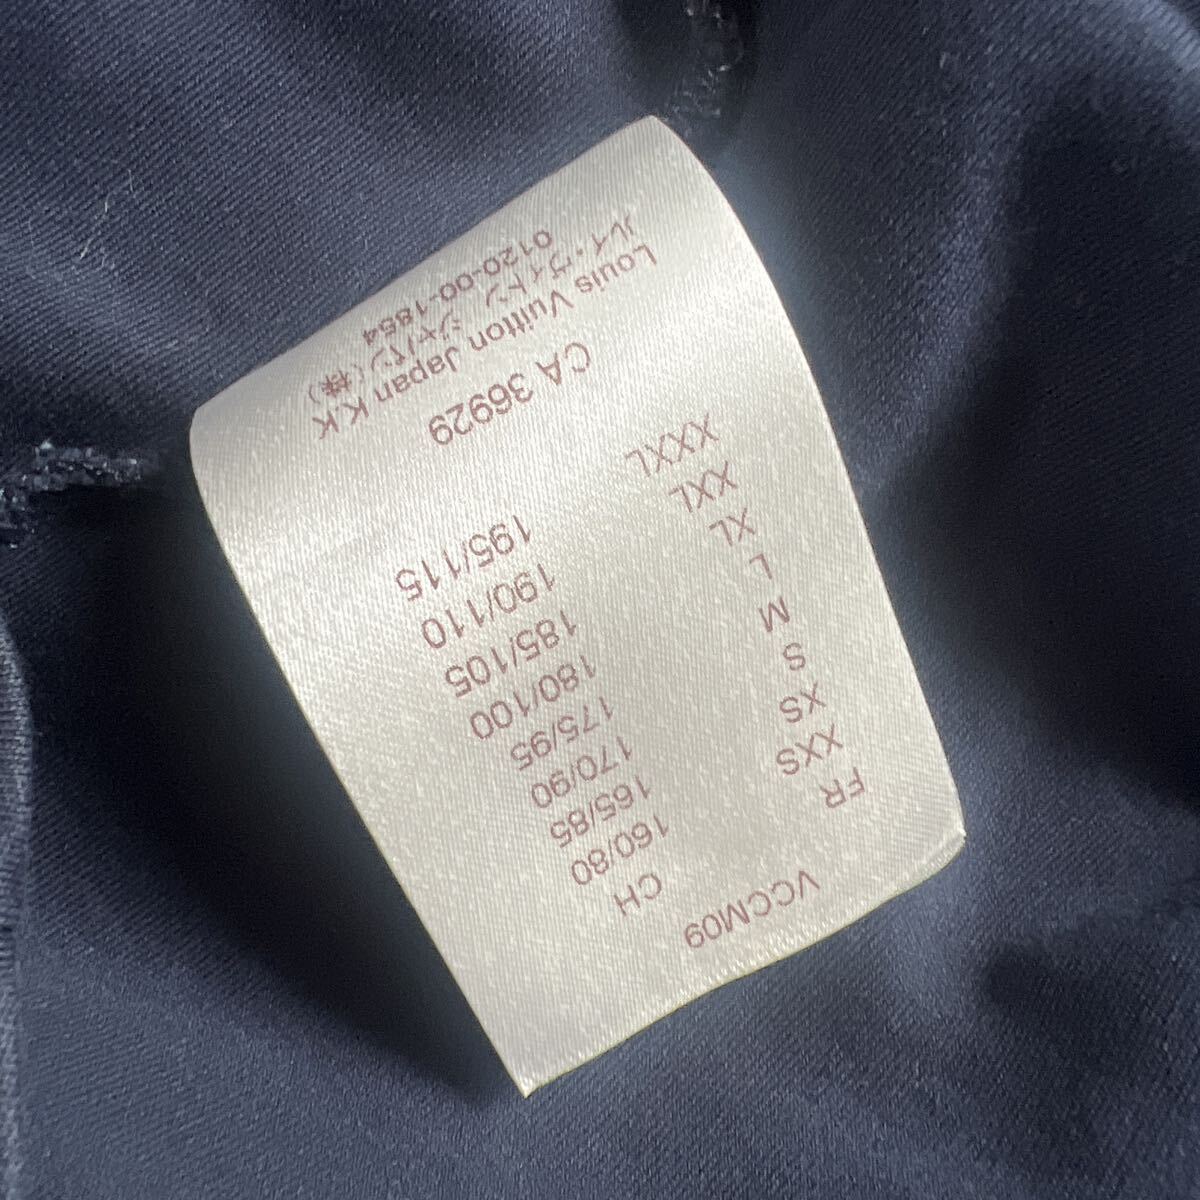 VCCM09
FR CH
XXS 160/80
XS 165/85
S 170/90
M 175/95
L 180/100
XL 185/105
XXL 190/110
XXXL 195/115
CA 36929
Louis Vuitton Japan K.K
ルイ・ヴィトン ジャパン(株)
0120-00-1854